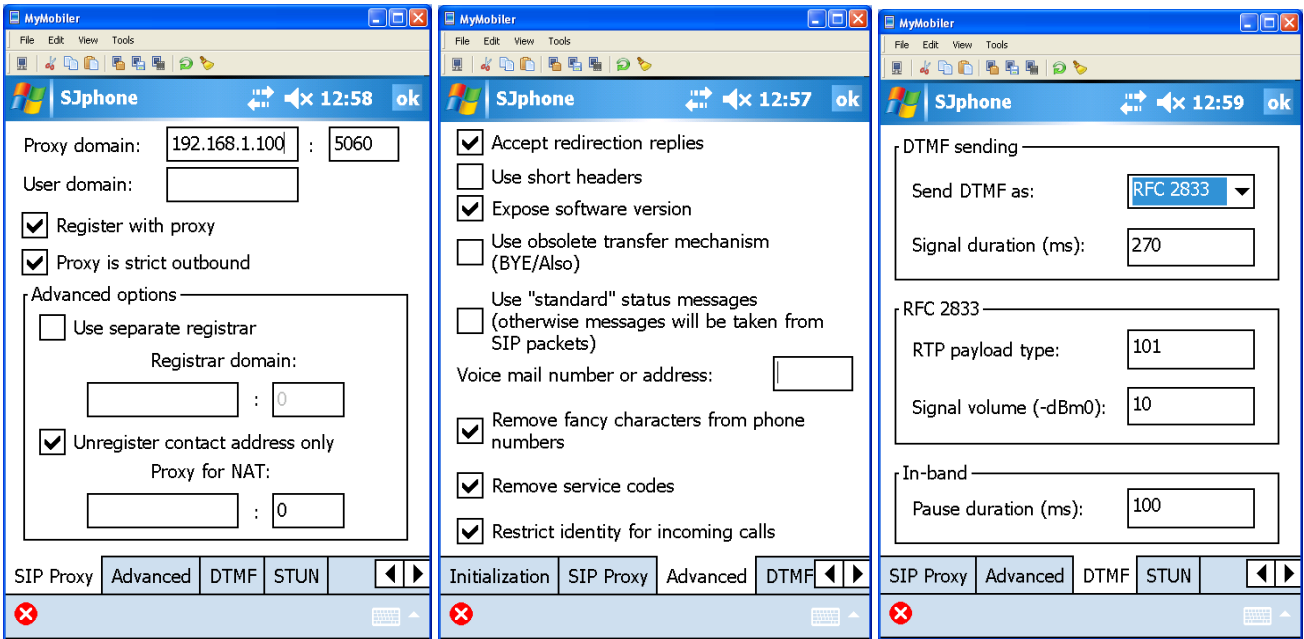 MyMobiler
File Edit View Tools
SJphone 12:58 ok
Proxy domain: 192.168.1.100 : 5060
User domain:
Register with proxy
Proxy is strict outbound
Advanced options
Use separate registrar
Registrar domain:
: 0
Unregister contact address only
Proxy for NAT:
: 0
SIP Proxy Advanced DTMF STUN
MyMobiler
File Edit View Tools
SJphone 12:57 ok
Accept redirection replies
Use short headers
Expose software version
Use obsolete transfer mechanism
(BYE/Also)
Use "standard" status messages
(otherwise messages will be taken from
SIP packets)
Voice mail number or address:
Remove fancy characters from phone
numbers
Remove service codes
Restrict identity for incoming calls
Initialization SIP Proxy Advanced DTMF
MyMobiler
File Edit View Tools
SJphone 12:59 ok
DTMF sending
Send DTMF as: RFC 2833
Signal duration (ms): 270
RFC 2833
RTP payload type: 101
Signal volume (-dBm0): 10
In-band
Pause duration (ms): 100
SIP Proxy Advanced DTMF STUN